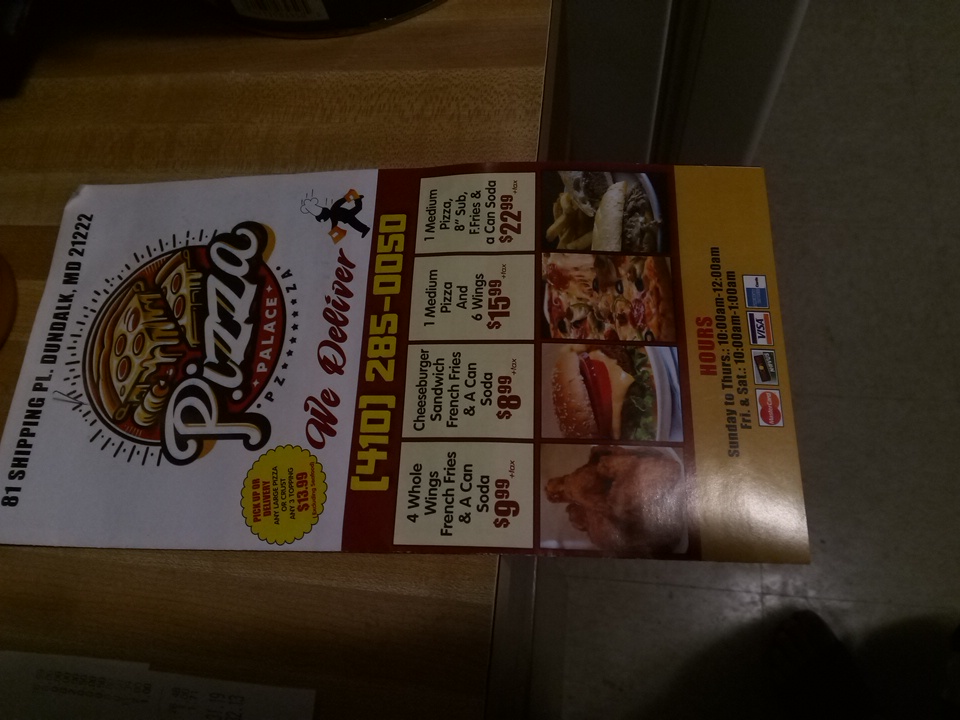 81 SHIPPING PL. DUNDALK, MD 21222
Pizza
PALACE
PZ
ZA
PICK UP OR
DELIVERY
ANY LARGE PIZZA
OR CRUST
ANY 3 TOPPING
$13.99
We Deliver
(410) 285-0050
4 Whole
Wings
French Fries
& A Can
Soda
$9.99 +tax
Cheeseburger
Sandwich
French Fries
& A Can
Soda
$8.99 +tax
1 Medium
Pizza
And
6 Wings
$15.99 +tax
1 Medium
Pizza,
8" Sub,
F.Fries &
a Can Soda
$22.99 +tax
HOURS
Sunday to Thurs.: 10:00am-12:00am
Fri. & Sat.: 10:00am-1:00am
MasterCard
VISA